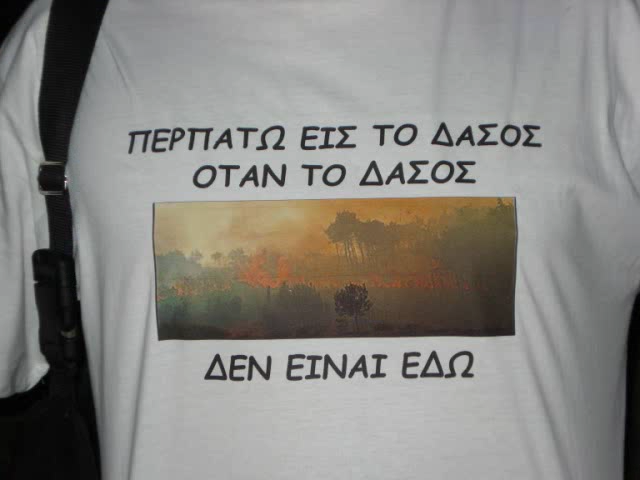 ΠΕΡΠΑΤΩ ΕΙΣ ΤΟ ΔΑΣΟΣ
ΟΤΑΝ ΤΟ ΔΑΣΟΣ
ΔΕΝ ΕΙΝΑΙ ΕΔΩ